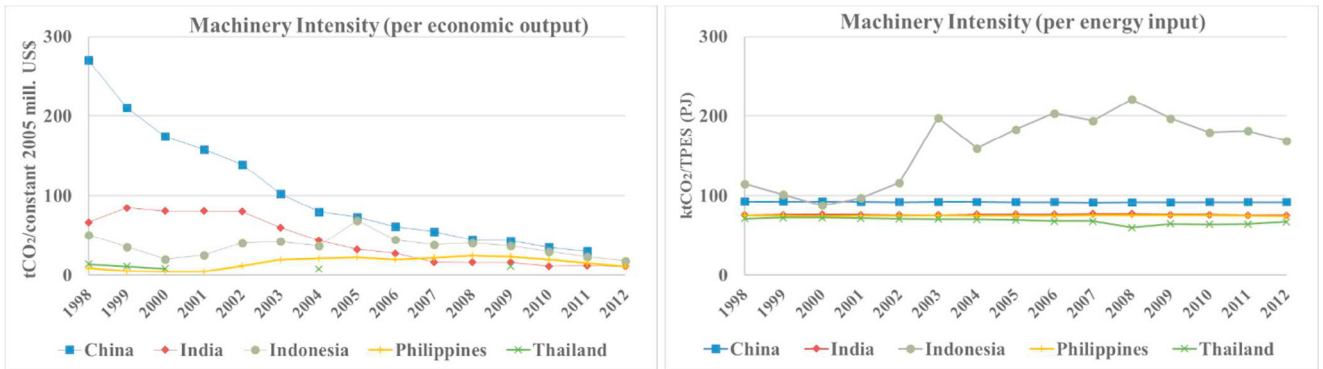 Machinery Intensity (per economic output)
tCO₂/constant 2005 mill. US$
300
200
100
0
1998 1999 2000 2001 2002 2003 2004 2005 2006 2007 2008 2009 2010 2011 2012
China India Indonesia Philippines Thailand
Machinery Intensity (per energy input)
ktCO₂/TPES (PJ)
300
200
100
0
1998 1999 2000 2001 2002 2003 2004 2005 2006 2007 2008 2009 2010 2011 2012
China India Indonesia Philippines Thailand